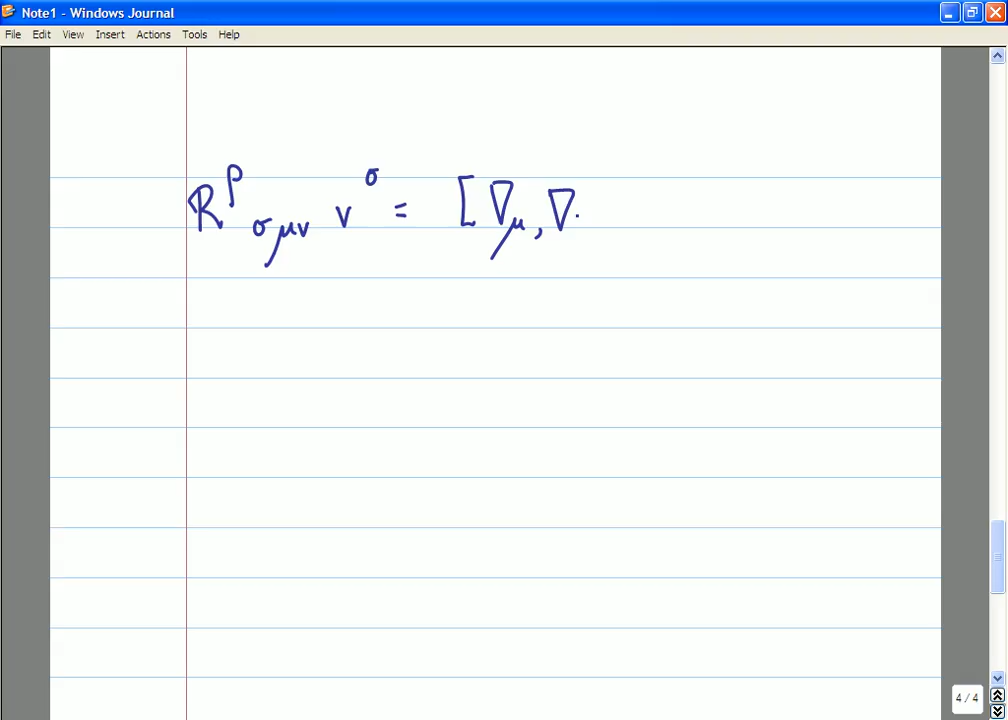 Note1 - Windows Journal
File Edit View Insert Actions Tools Help
R^ρ_σμν v^σ = [∇_μ, ∇
4 / 4